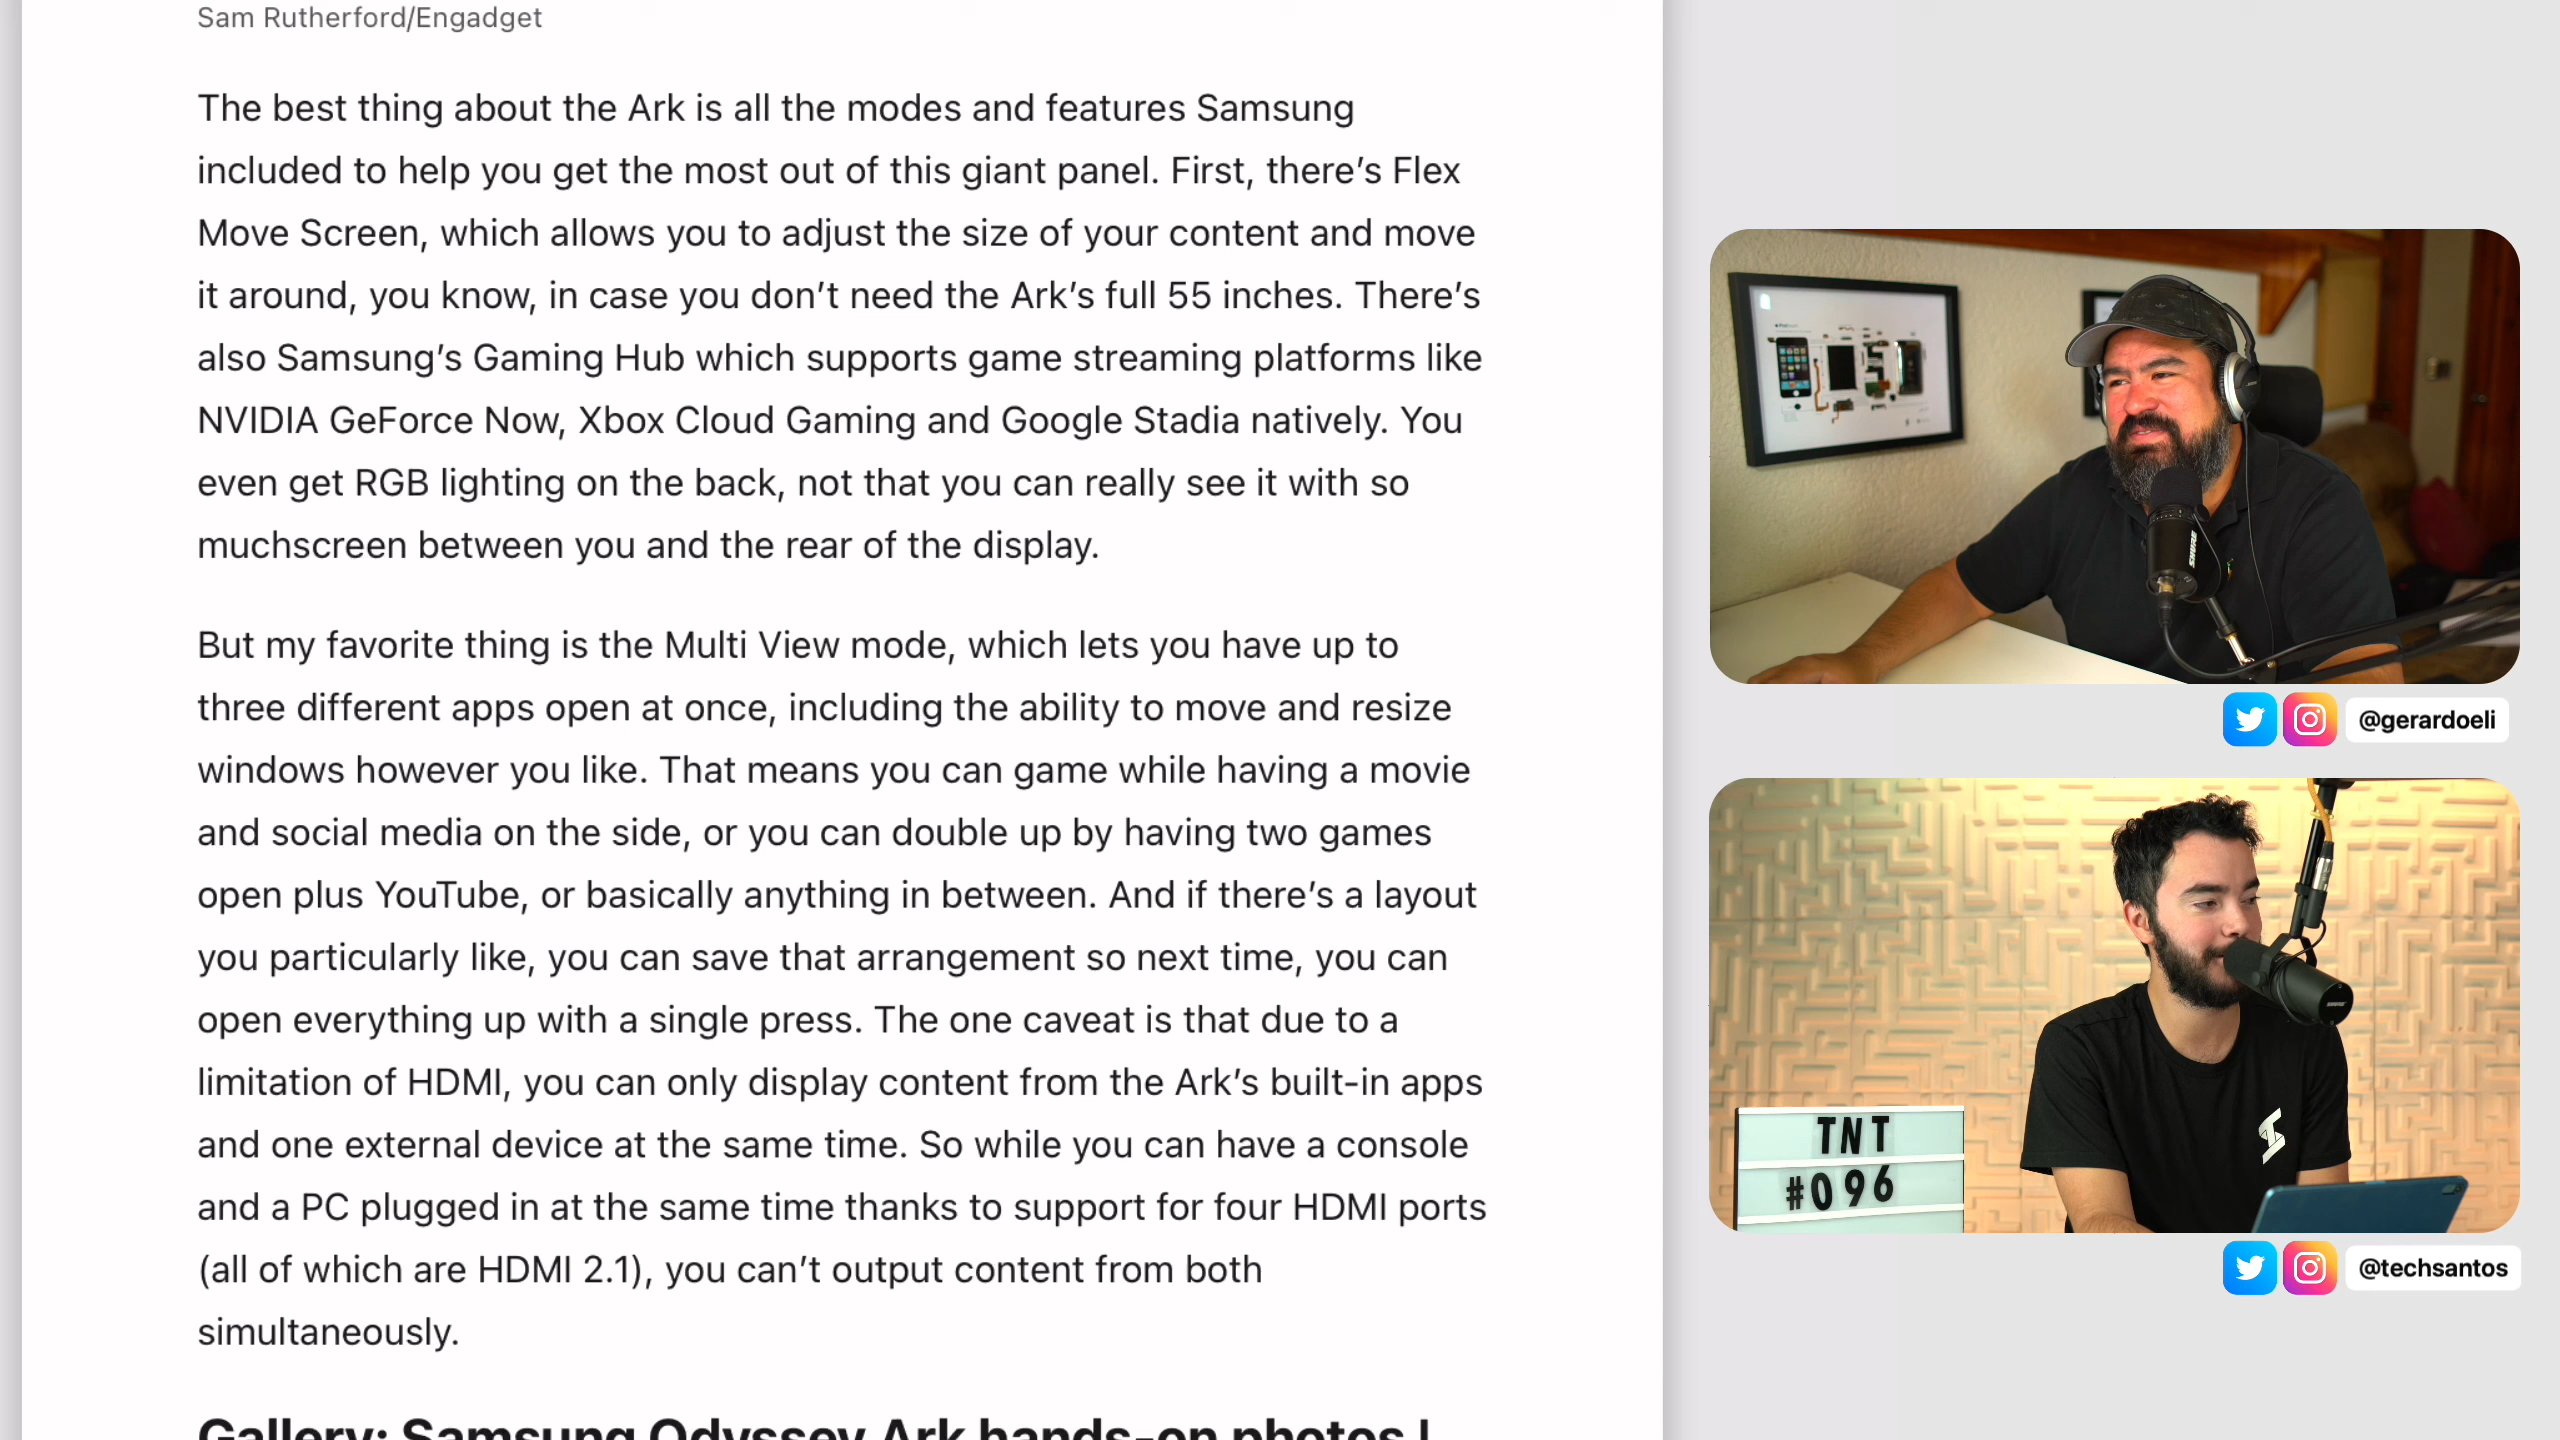 Sam Rutherford/Engadget
The best thing about the Ark is all the modes and features Samsung
included to help you get the most out of this giant panel. First, there’s Flex
Move Screen, which allows you to adjust the size of your content and move
it around, you know, in case you don’t need the Ark’s full 55 inches. There’s
also Samsung’s Gaming Hub which supports game streaming platforms like
NVIDIA GeForce Now, Xbox Cloud Gaming and Google Stadia natively. You
even get RGB lighting on the back, not that you can really see it with so
muchscreen between you and the rear of the display.
But my favorite thing is the Multi View mode, which lets you have up to
three different apps open at once, including the ability to move and resize
windows however you like. That means you can game while having a movie
and social media on the side, or you can double up by having two games
open plus YouTube, or basically anything in between. And if there’s a layout
you particularly like, you can save that arrangement so next time, you can
open everything up with a single press. The one caveat is that due to a
limitation of HDMI, you can only display content from the Ark’s built-in apps
and one external device at the same time. So while you can have a console
and a PC plugged in at the same time thanks to support for four HDMI ports
(all of which are HDMI 2.1), you can’t output content from both
simultaneously.
Gallery: Samsung Odyssey Ark hands-on photos |
SHURE
@gerardoeli
TNT
#096
@techsantos